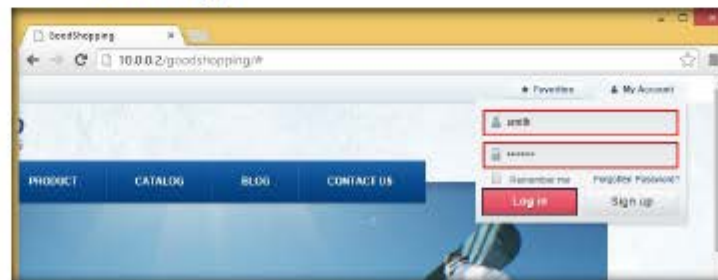 GoodShopping
10.0.0.2/goodshopping/#
Favorites My Account
smith
•••••••
Remember me Forgotten Password?
Log in Sign up
PRODUCT CATALOG BLOG CONTACT US